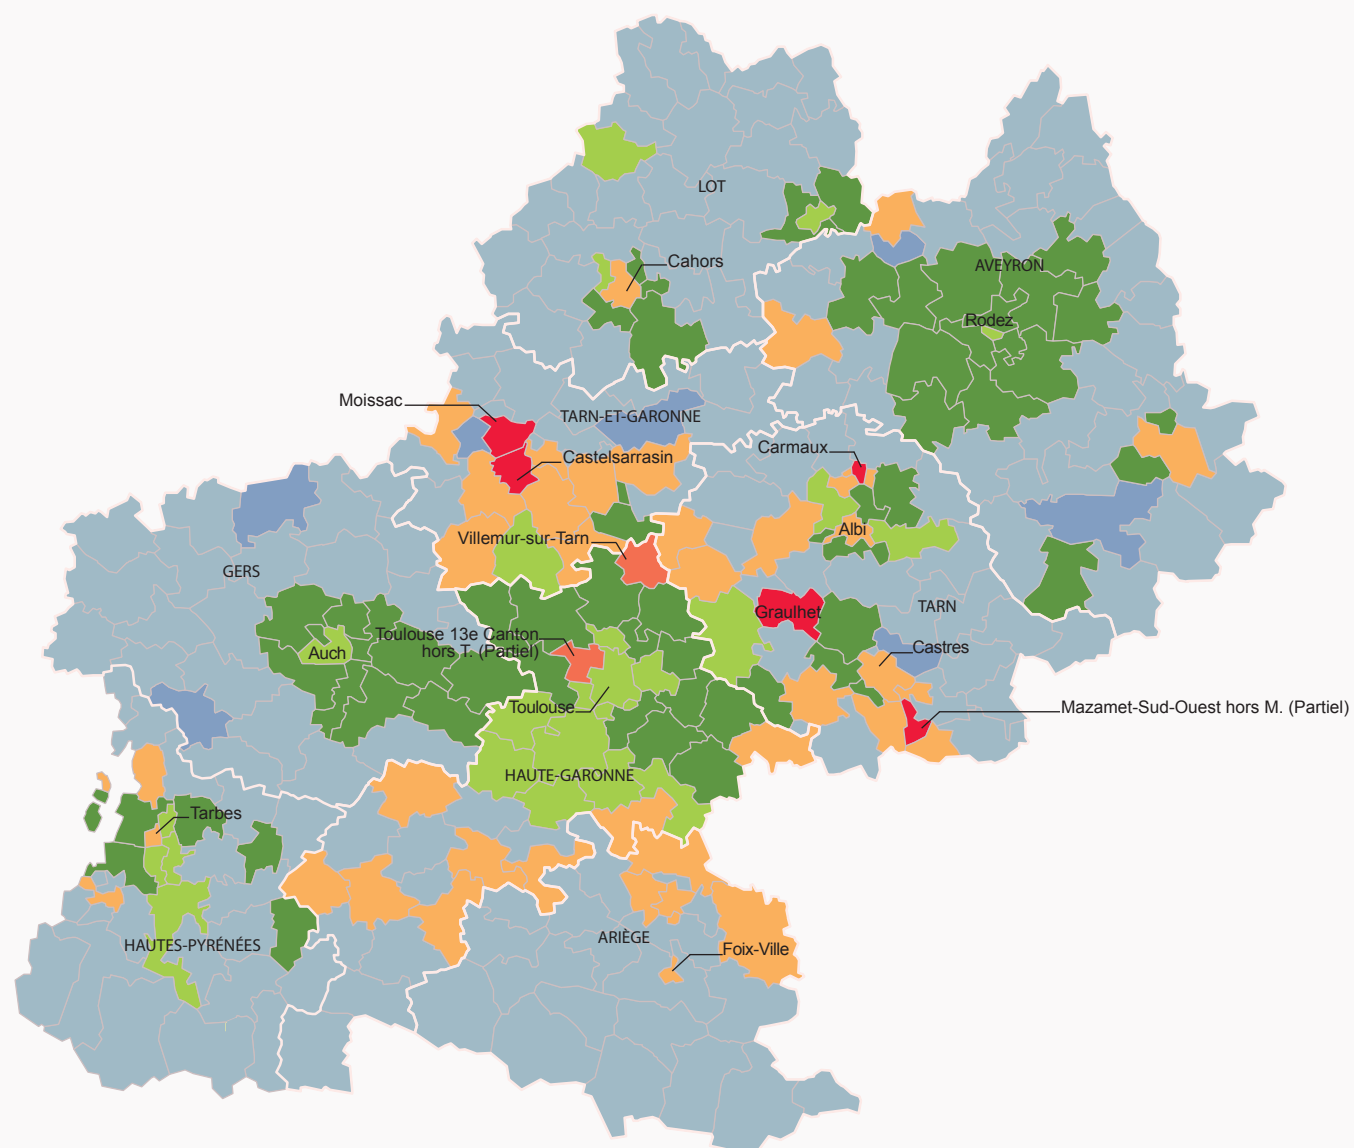 LOT
Cahors
AVEYRON
Rodez
Moissac
TARN-ET-GARONNE
Carmaux
Castelsarrasin
Albi
Villemur-sur-Tarn
GERS
Graulhet
TARN
Toulouse 13e Canton
hors T. (Partiel)
Auch
Castres
Toulouse
Mazamet-Sud-Ouest hors M. (Partiel)
HAUTE-GARONNE
Tarbes
ARIÈGE
HAUTES-PYRÉNÉES
Foix-Ville